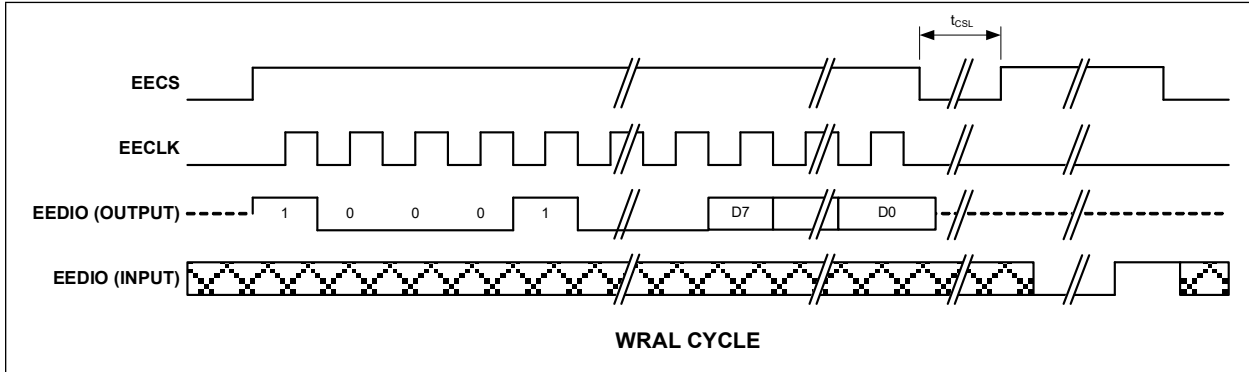 tCSL
EECS
EECLK
EEDIO (OUTPUT) 1 0 0 0 1 D7 D0
EEDIO (INPUT)
WRAL CYCLE